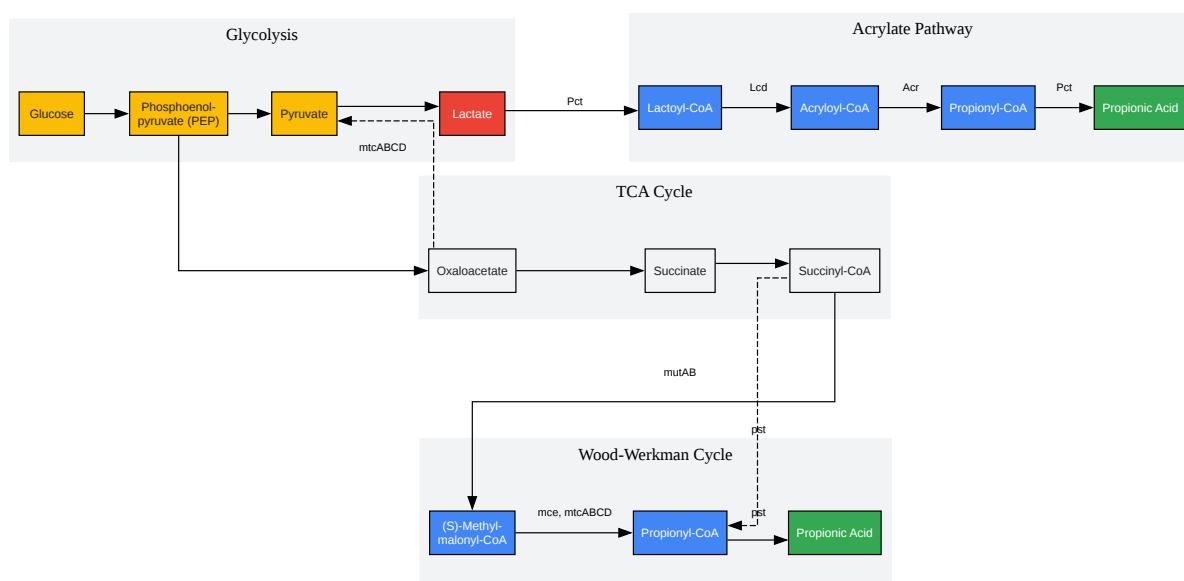 Glycolysis
Acrylate Pathway
Glucose
Phosphoenol-
pyruvate (PEP)
Pyruvate
Lactate
mtcABCD
Pct
Lactoyl-CoA
Lcd
Acryloyl-CoA
Acr
Propionyl-CoA
Pct
Propionic Acid
TCA Cycle
Oxaloacetate
Succinate
Succinyl-CoA
mutAB
pst
Wood-Werkman Cycle
(S)-Methyl-
malonyl-CoA
mce, mtcABCD
Propionyl-CoA
pst
Propionic Acid